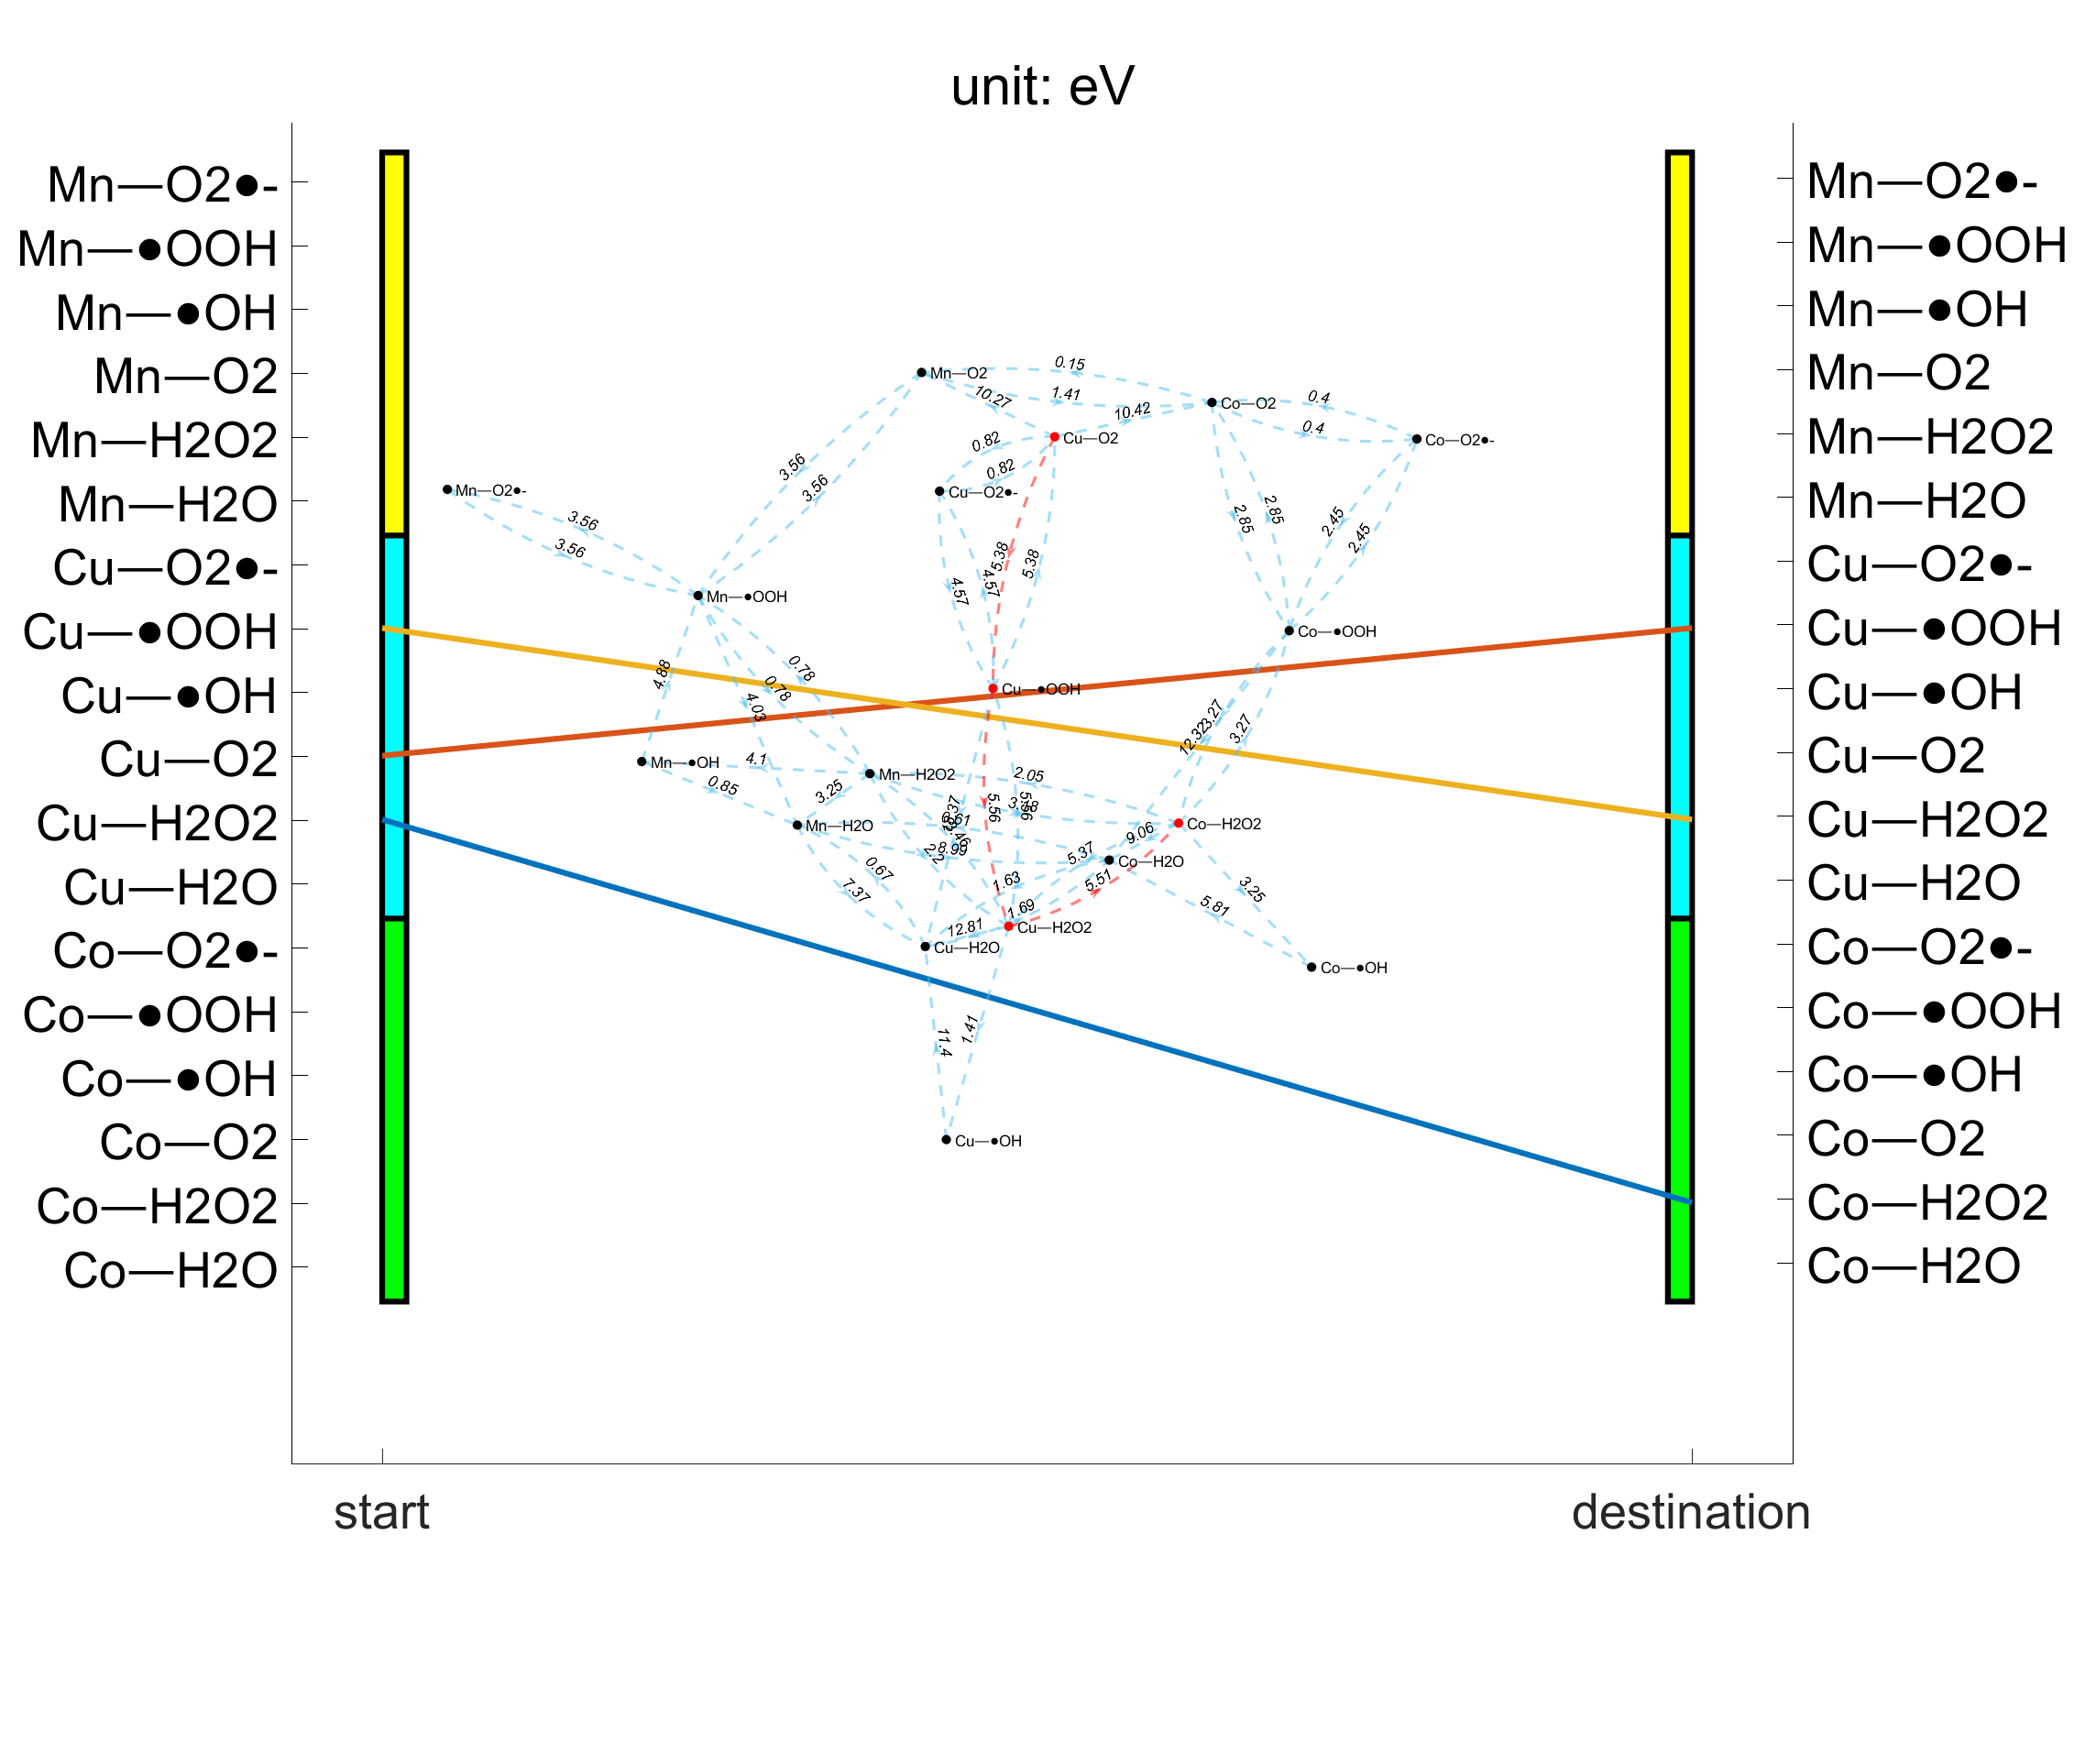 unit: eV
Mn—O2●-
Mn—●OOH
Mn—●OH
Mn—O2
Mn—H2O2
Mn—H2O
Cu—O2●-
Cu—●OOH
Cu—●OH
Cu—O2
Cu—H2O2
Cu—H2O
Co—O2●-
Co—●OOH
Co—●OH
Co—O2
Co—H2O2
Co—H2O
0.15
Mn—O2
10.27
1.41
10.42
Co—O2
0.4
0.4
Cu—O2
Co—O2●-
0.82
0.82
3.56
3.56
Mn—O2●-
Cu—O2●-
3.56
3.56
2.85
2.85
2.45
2.45
5.38
5.38
4.57
4.57
Mn—●OOH
Co—●OOH
4.88
0.78
0.78
4.03
Cu—●OOH
12.32
3.27
3.27
Mn—●OH
4.1
Mn—H2O2
2.05
0.85
3.25
5.56
5.56
Mn—H2O
Co—H2O2
9.06
8.99
2.2
5.37
Co—H2O
0.67
7.37
1.63
5.51
3.25
1.69
5.81
12.81
Cu—H2O2
Cu—H2O
Co—●OH
11.4
1.41
Cu—●OH
Mn—O2●-
Mn—●OOH
Mn—●OH
Mn—O2
Mn—H2O2
Mn—H2O
Cu—O2●-
Cu—●OOH
Cu—●OH
Cu—O2
Cu—H2O2
Cu—H2O
Co—O2●-
Co—●OOH
Co—●OH
Co—O2
Co—H2O2
Co—H2O
start
destination